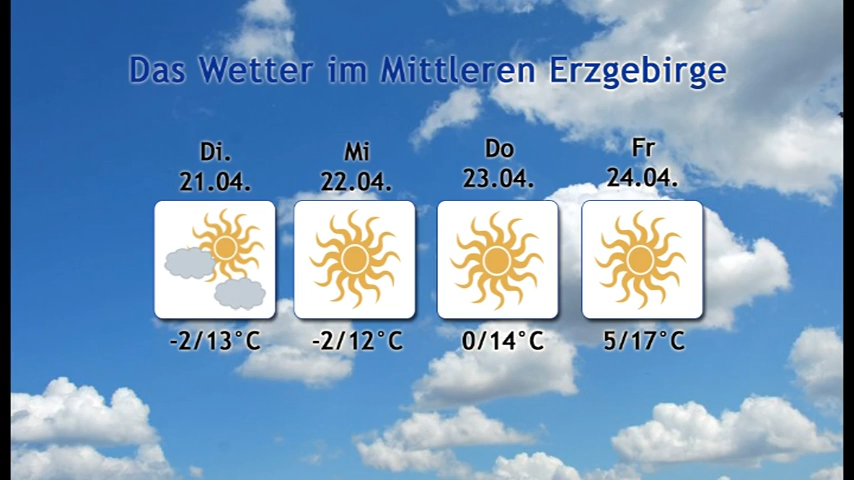 Das Wetter im Mittleren Erzgebirge
Di.
21.04.
-2/13°C
Mi
22.04.
-2/12°C
Do
23.04.
0/14°C
Fr
24.04.
5/17°C